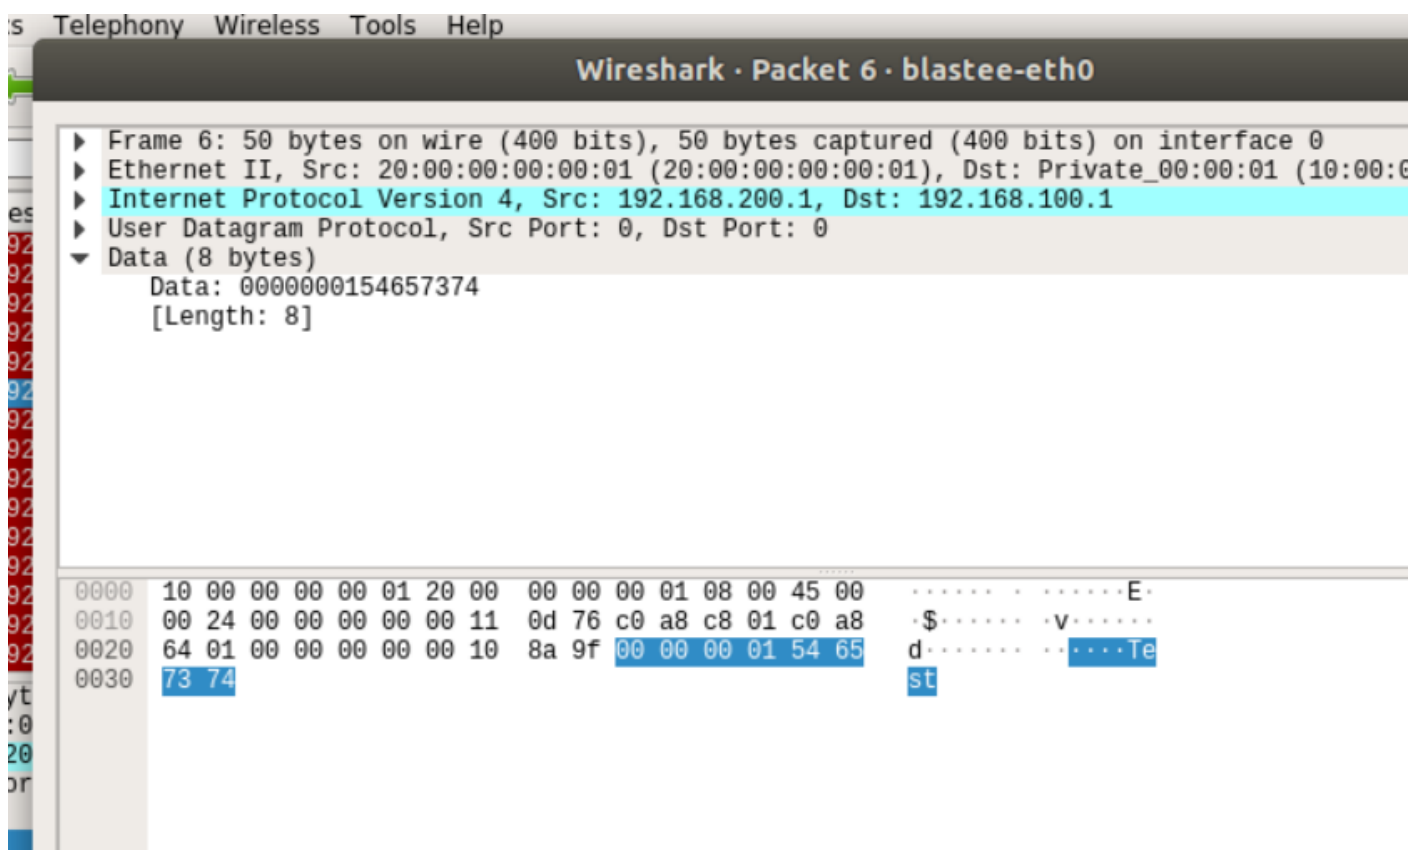 Telephony Wireless Tools Help
Wireshark · Packet 6 · blastee-eth0
Frame 6: 50 bytes on wire (400 bits), 50 bytes captured (400 bits) on interface 0
Ethernet II, Src: 20:00:00:00:00:01 (20:00:00:00:00:01), Dst: Private_00:00:01 (10:00:0
Internet Protocol Version 4, Src: 192.168.200.1, Dst: 192.168.100.1
User Datagram Protocol, Src Port: 0, Dst Port: 0
Data (8 bytes)
Data: 0000000154657374
[Length: 8]
0000 10 00 00 00 00 01 20 00 00 00 00 01 08 00 45 00 ······ · ······E·
0010 00 24 00 00 00 00 00 11 0d 76 c0 a8 c8 01 c0 a8 ·$······ ·v······
0020 64 01 00 00 00 00 00 10 8a 9f 00 00 00 01 54 65 d······· ······Te
0030 73 74 st